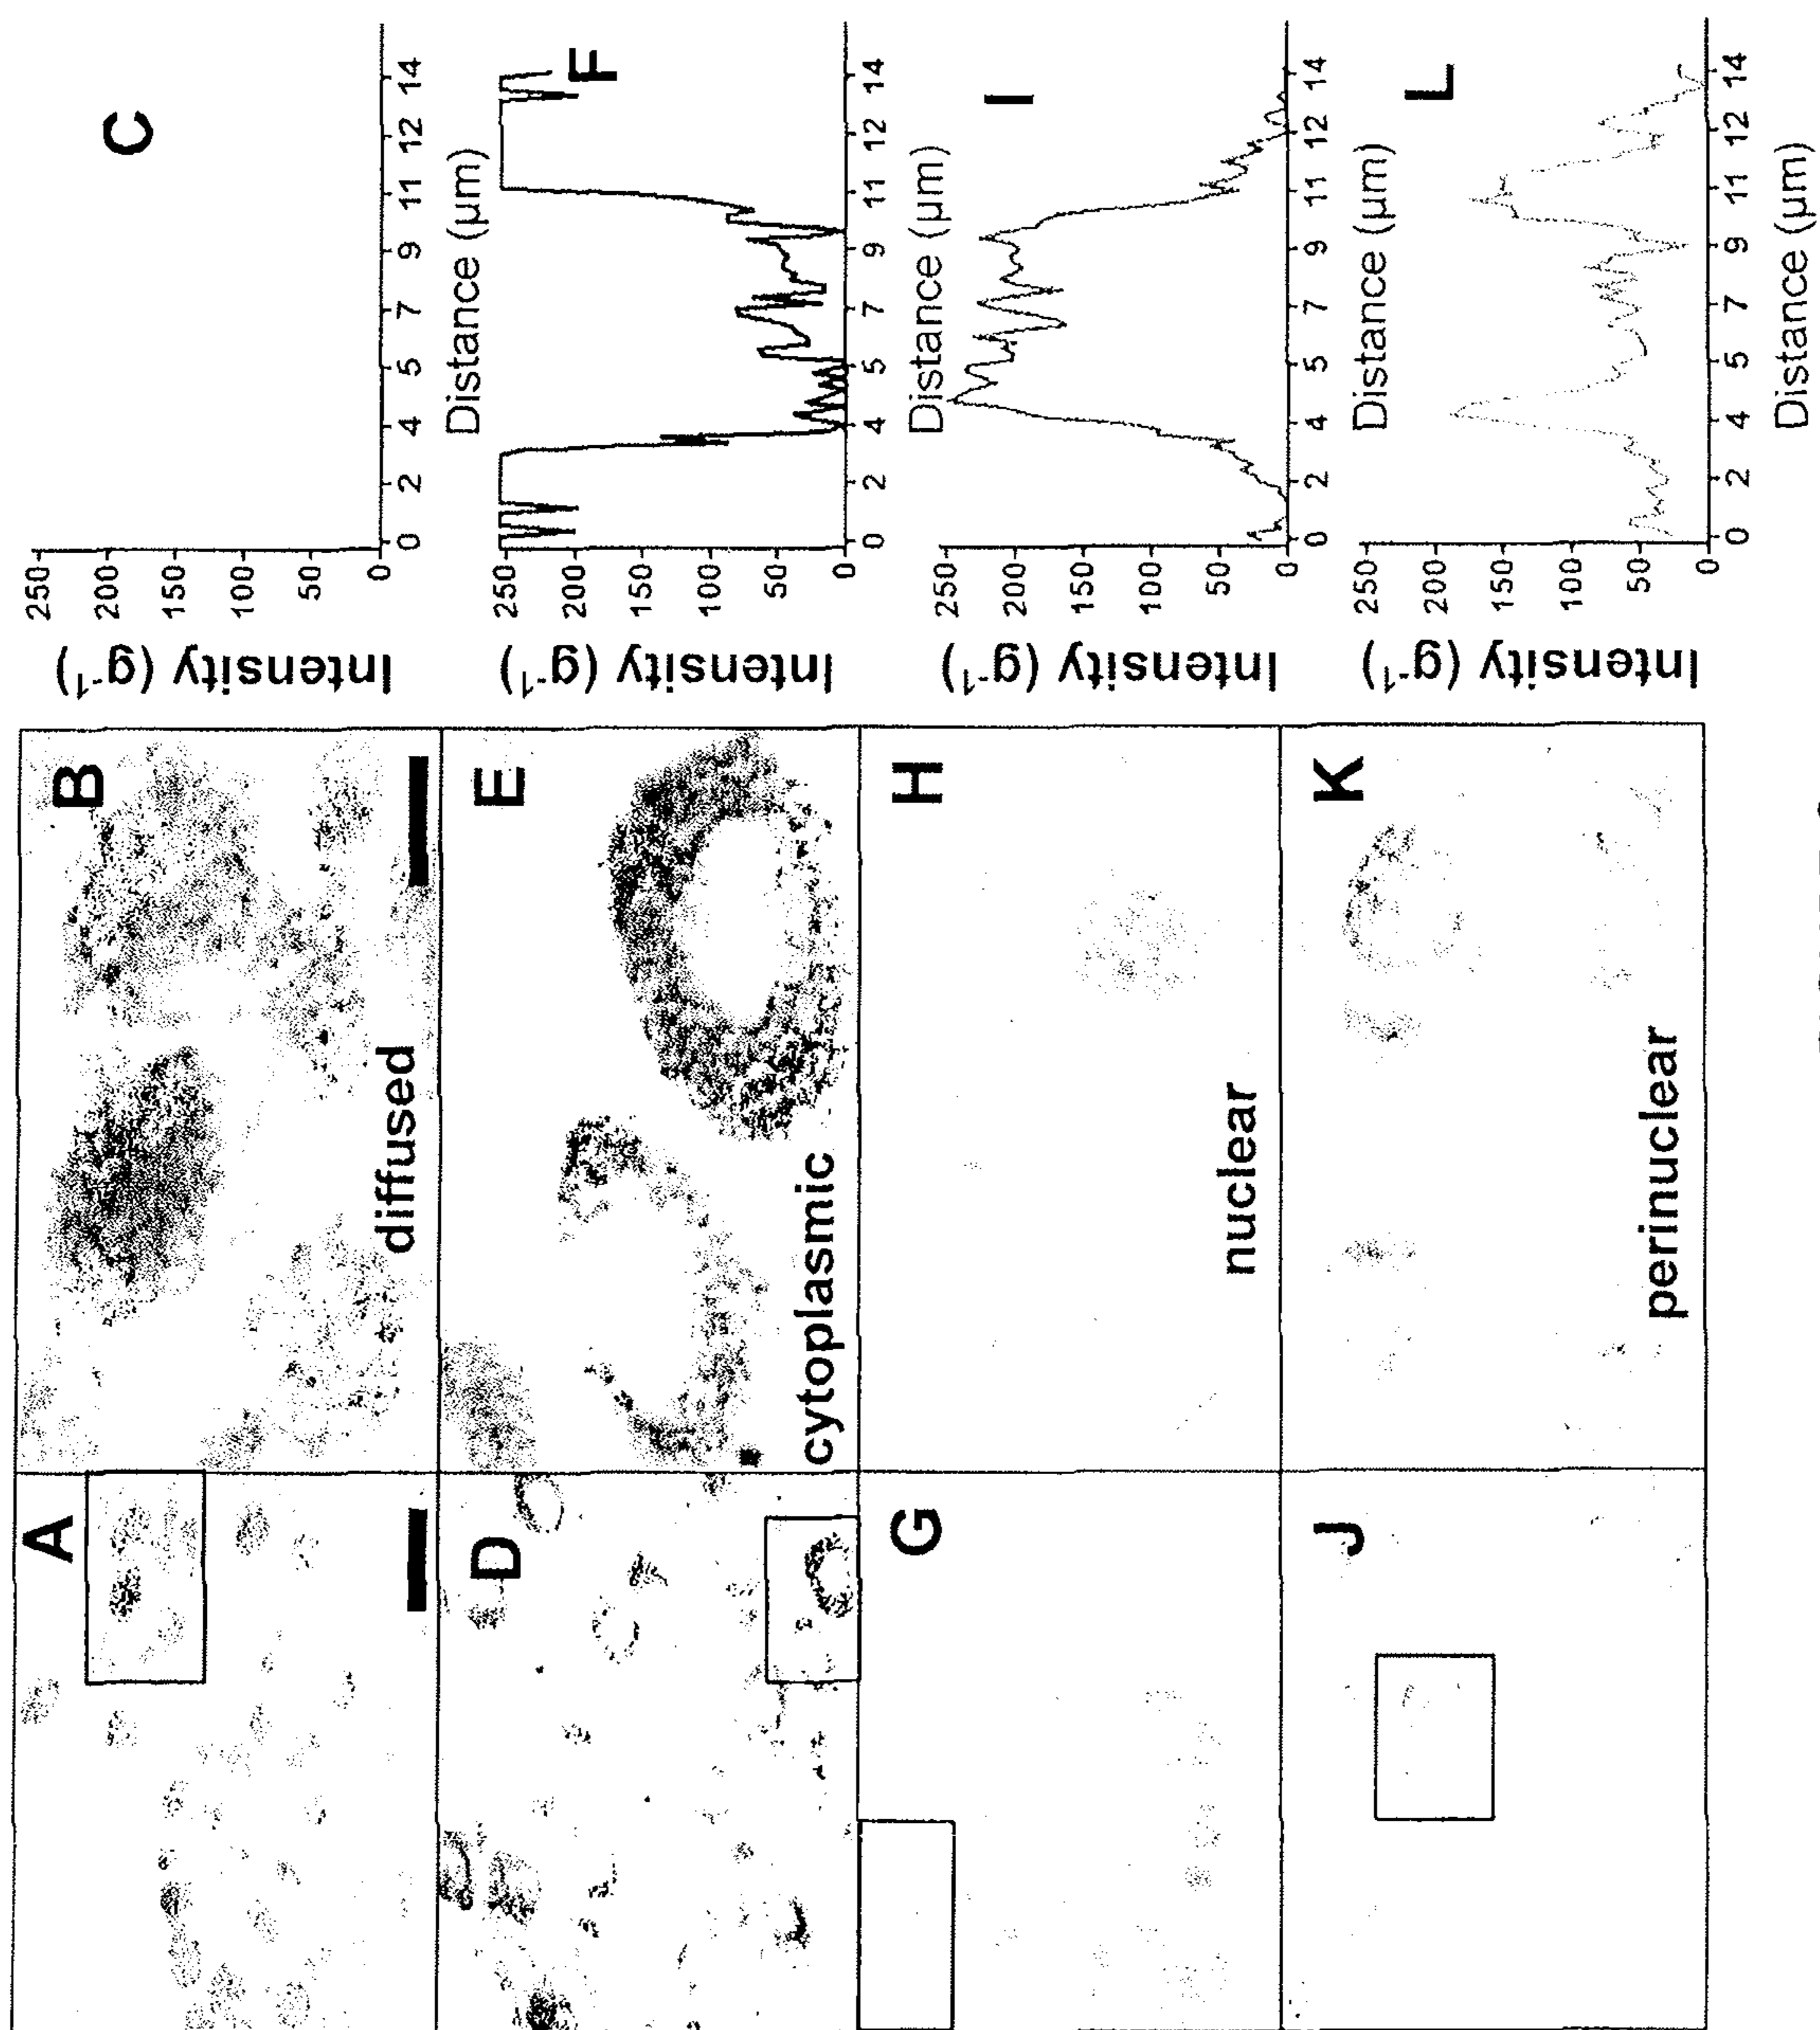 A
B
diffused
C
250
200
150
100
50
0
Intensity (g-1)
0 2 4 5 7 9 11 12 14
Distance (µm)
D
E
cytoplasmic
F
250
200
150
100
50
0
Intensity (g-1)
0 2 4 5 7 9 11 12 14
Distance (µm)
G
H
nuclear
I
250
200
150
100
50
0
Intensity (g-1)
0 2 4 5 7 9 11 12 14
Distance (µm)
J
K
perinuclear
L
250
200
150
100
50
0
Intensity (g-1)
0 2 4 5 7 9 11 12 14
Distance (µm)